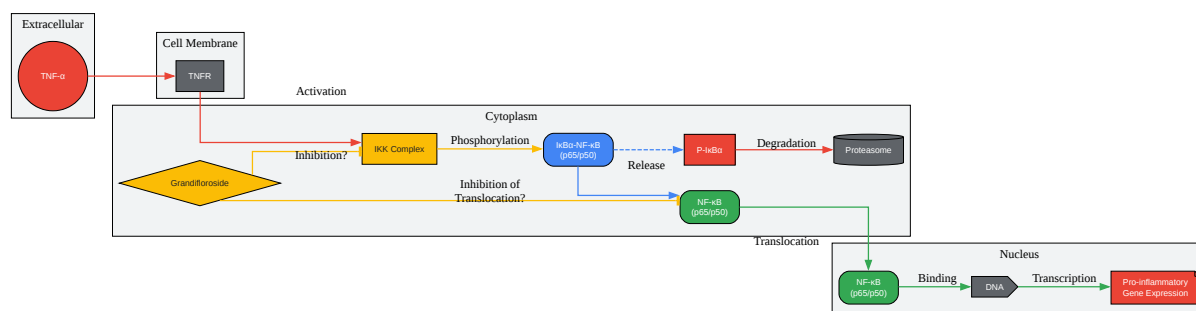 Extracellular
TNF-α
Cell Membrane
TNFR
Activation
Cytoplasm
IKK Complex
Phosphorylation
IκBα-NF-κB
(p65/p50)
Release
P-IκBα
Degradation
Proteasome
Inhibition?
Grandifloroside
Inhibition of
Translocation?
NF-κB
(p65/p50)
Translocation
Nucleus
NF-κB
(p65/p50)
Binding
DNA
Transcription
Pro-inflammatory
Gene Expression